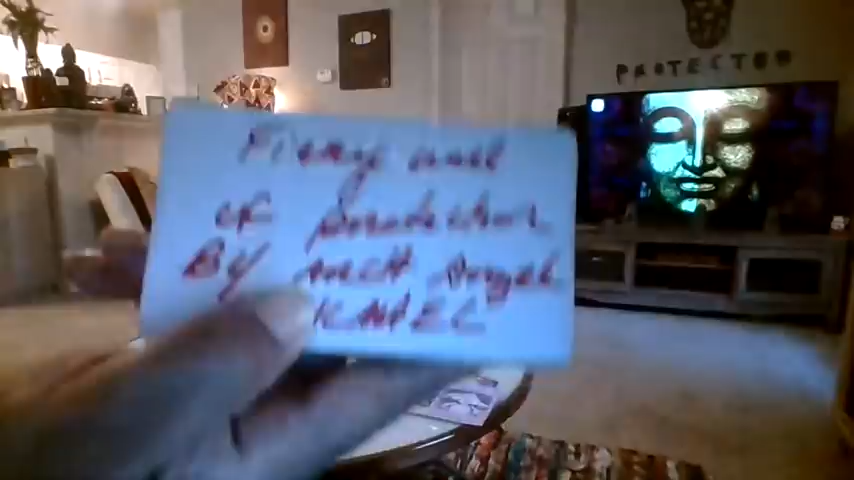 PROTECTOR
Fiery wall
of protection
By Arch Angel